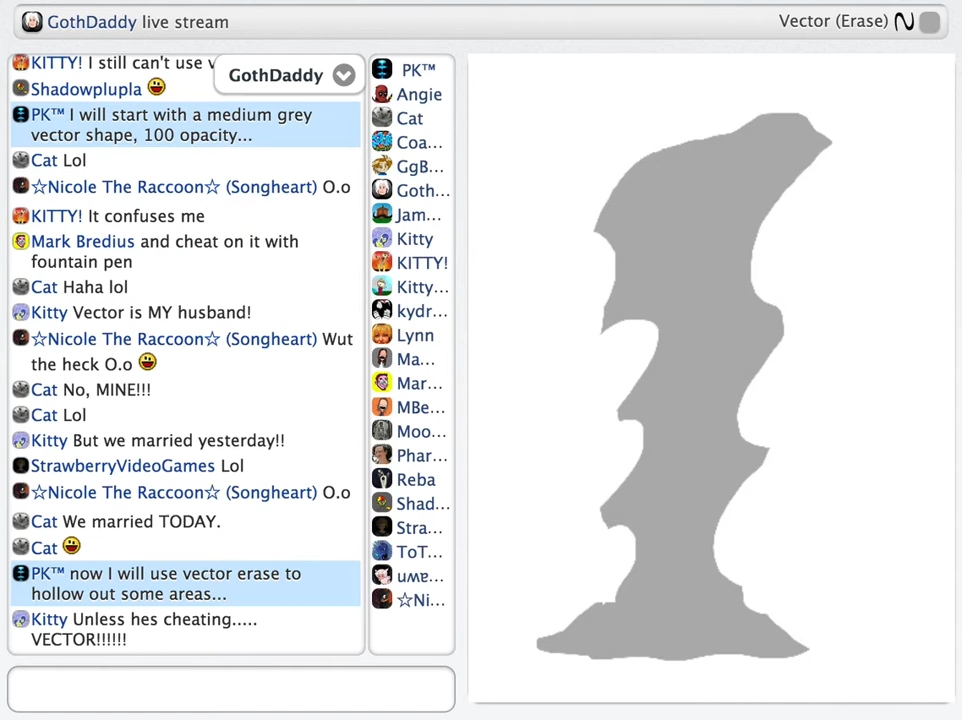 GothDaddy live stream
Vector (Erase)
KITTY! I still can't use
GothDaddy
Shadowplupla
PK™ I will start with a medium grey
vector shape, 100 opacity...
Cat Lol
☆Nicole The Raccoon☆ (Songheart) O.o
KITTY! It confuses me
Mark Bredius and cheat on it with
fountain pen
Cat Haha lol
Kitty Vector is MY husband!
☆Nicole The Raccoon☆ (Songheart) Wut
the heck O.o
Cat No, MINE!!!
Cat Lol
Kitty But we married yesterday!!
StrawberryVideoGames Lol
☆Nicole The Raccoon☆ (Songheart) O.o
Cat We married TODAY.
Cat
PK™ now I will use vector erase to
hollow out some areas...
Kitty Unless hes cheating.....
VECTOR!!!!!!
PK™
Angie
Cat
Coa...
GgB...
Goth...
Jam...
Kitty
KITTY!
Kitty...
kydr...
Lynn
Ma...
Mar...
MBe...
Moo...
Phar...
Reba
Shad...
Stra...
ToT...
☆Ni...